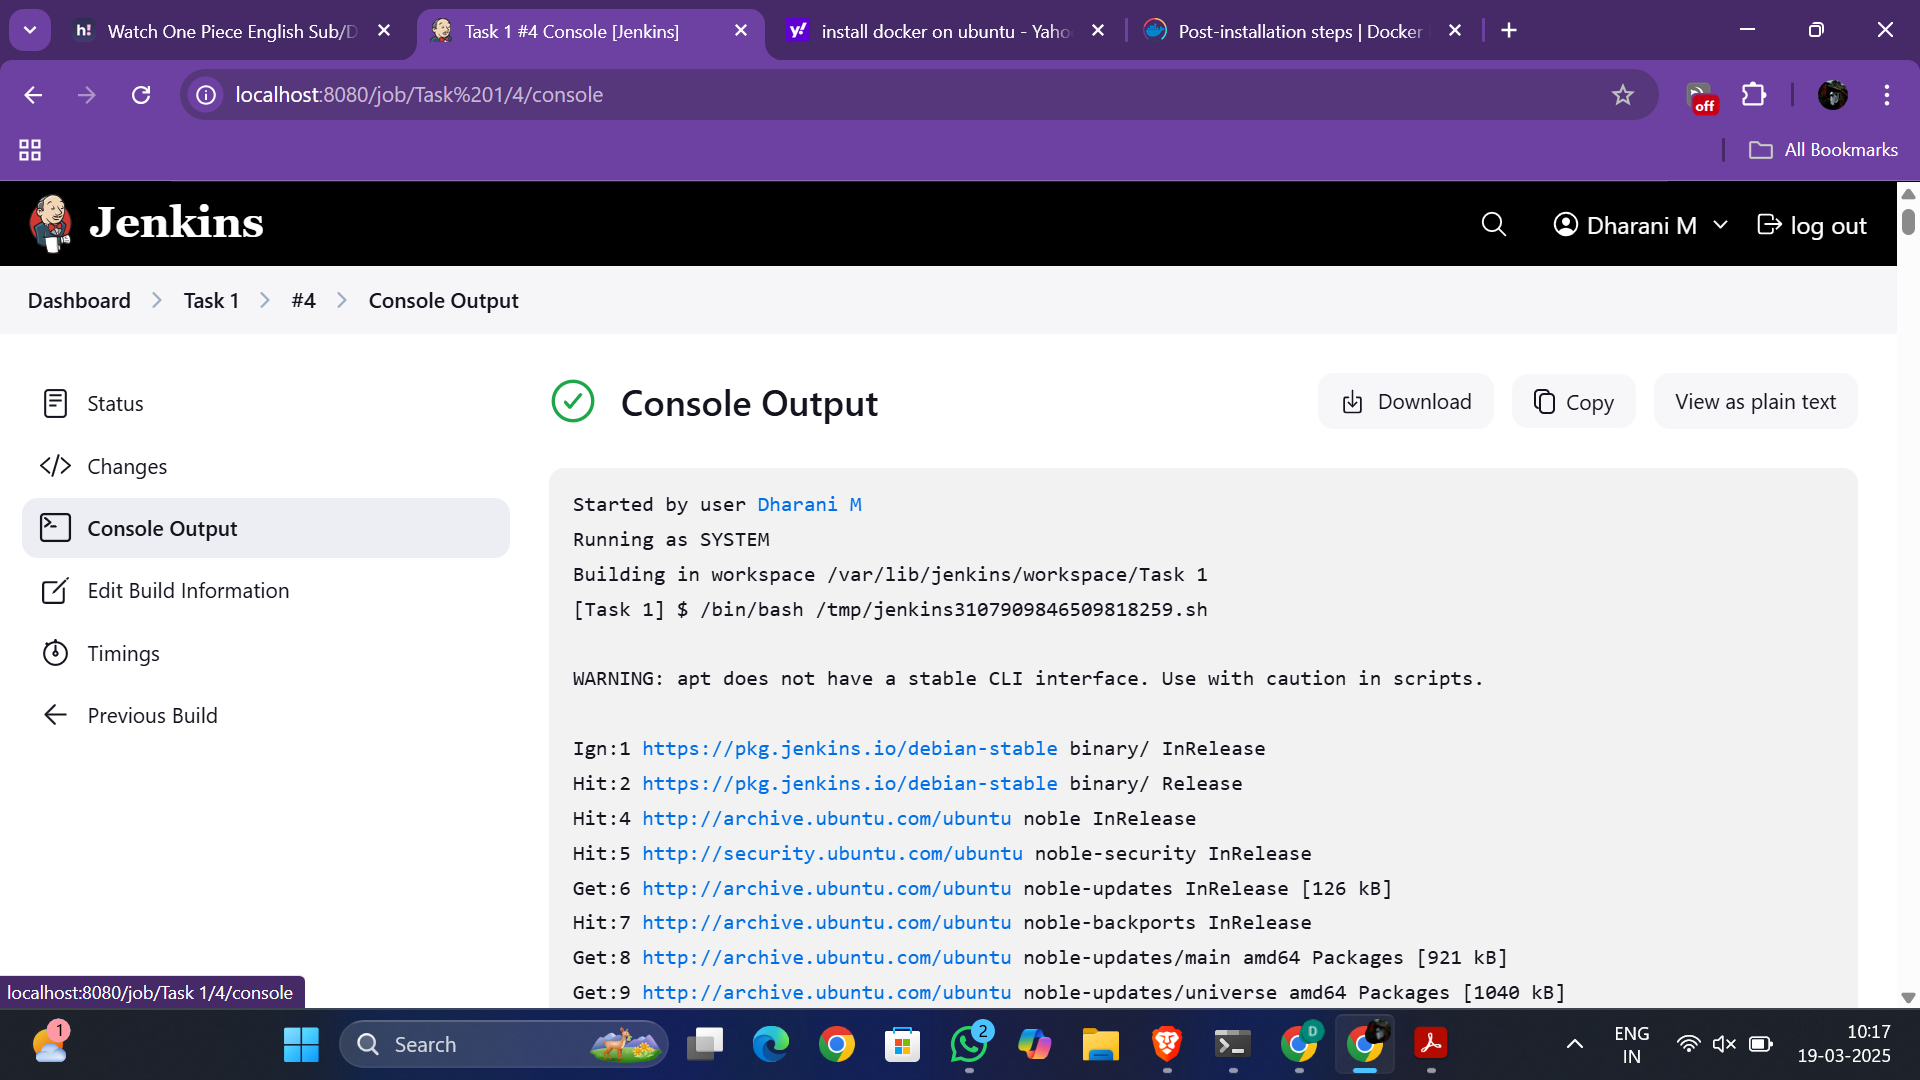 Watch One Piece English Sub/D
Task 1 #4 Console [Jenkins]
install docker on ubuntu - Yaho
Post-installation steps | Docker
localhost:8080/job/Task%201/4/console
off
All Bookmarks
Jenkins
Dharani M
log out
Dashboard
Task 1
#4
Console Output
Status
Changes
Console Output
Edit Build Information
Timings
Previous Build
Console Output
Download
Copy
View as plain text
Started by user Dharani M
Running as SYSTEM
Building in workspace /var/lib/jenkins/workspace/Task 1
[Task 1] $ /bin/bash /tmp/jenkins3107909846509818259.sh
WARNING: apt does not have a stable CLI interface. Use with caution in scripts.
Ign:1 https://pkg.jenkins.io/debian-stable binary/ InRelease
Hit:2 https://pkg.jenkins.io/debian-stable binary/ Release
Hit:4 http://archive.ubuntu.com/ubuntu noble InRelease
Hit:5 http://security.ubuntu.com/ubuntu noble-security InRelease
Get:6 http://archive.ubuntu.com/ubuntu noble-updates InRelease [126 kB]
Hit:7 http://archive.ubuntu.com/ubuntu noble-backports InRelease
Get:8 http://archive.ubuntu.com/ubuntu noble-updates/main amd64 Packages [921 kB]
Get:9 http://archive.ubuntu.com/ubuntu noble-updates/universe amd64 Packages [1040 kB]
localhost:8080/job/Task 1/4/console
1
Search
2
D
ENG
IN
10:17
19-03-2025